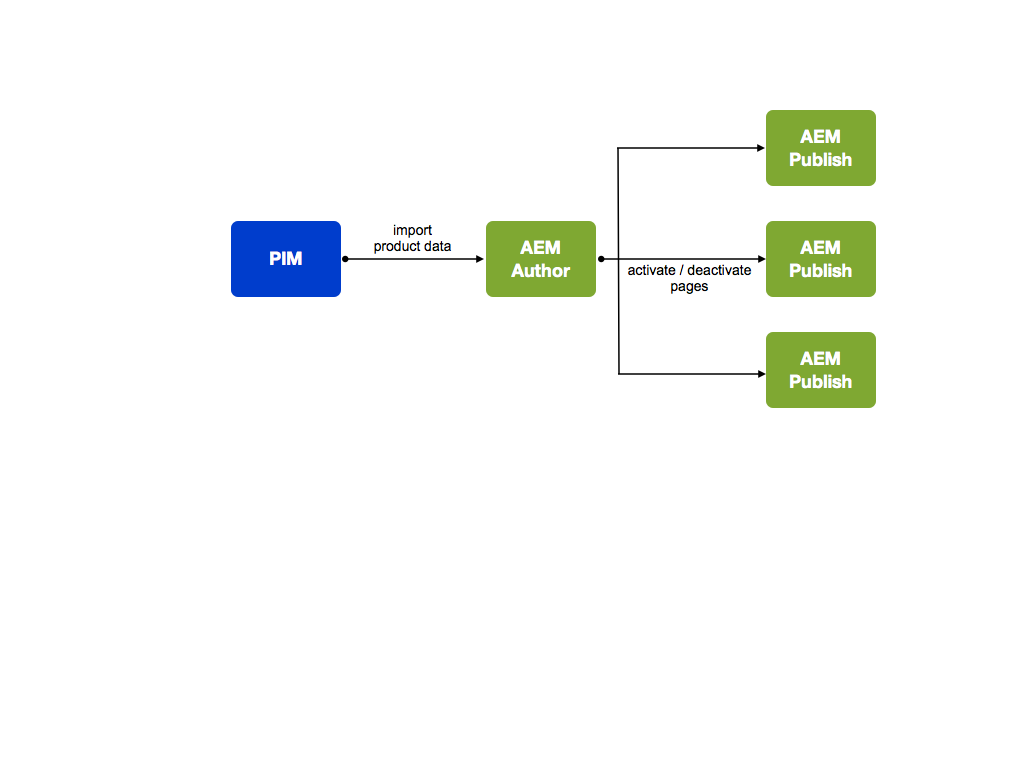 AEM
Publish
import
product data
PIM
AEM
Author
AEM
Publish
activate / deactivate
pages
AEM
Publish